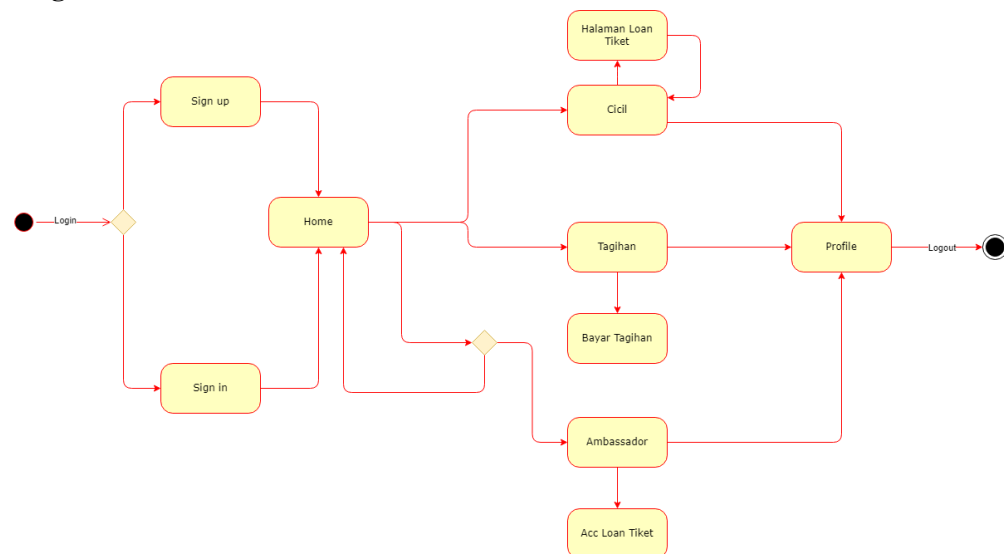 Halaman Loan
Tiket
Sign up
Cicil
Login
Home
Tagihan
Profile
Logout
Bayar Tagihan
Sign in
Ambassador
Acc Loan Tiket